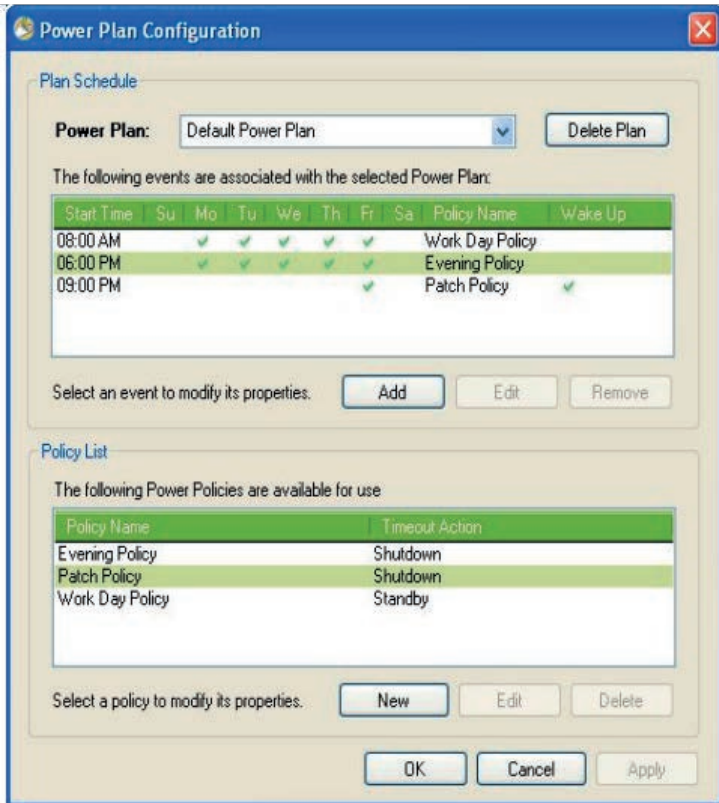 Power Plan Configuration
Plan Schedule
Power Plan: Default Power Plan Delete Plan
The following events are associated with the selected Power Plan:
Start Time Su Mo Tu We Th Fr Sa Policy Name Wake Up
08:00 AM Work Day Policy
06:00 PM Evening Policy
09:00 PM Patch Policy
Select an event to modify its properties. Add Edit Remove
Policy List
The following Power Policies are available for use
Policy Name Timeout Action
Evening Policy Shutdown
Patch Policy Shutdown
Work Day Policy Standby
Select a policy to modify its properties. New Edit Delete
OK Cancel Apply